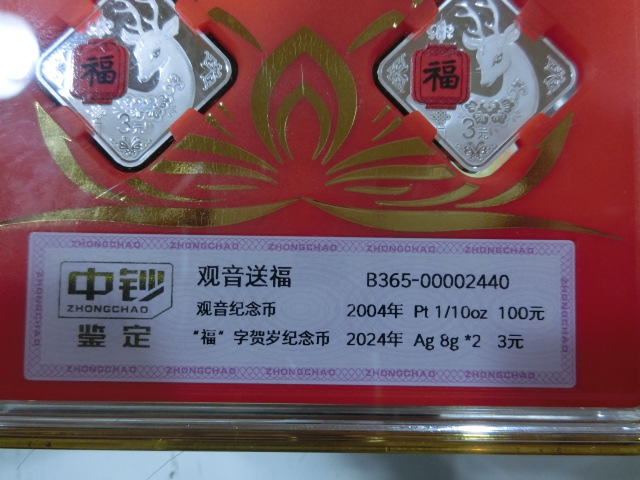 福
3元
福
3元
ZHONGCHAO ZHONGCHAO ZHONGCHAO ZHONGCHAO ZHONGCHAO
中钞
ZHONGCHAO
鉴定
观音送福 B365-00002440
观音纪念币 2004年 Pt 1/10oz 100元
“福”字贺岁纪念币 2024年 Ag 8g *2 3元
ZHONGCHAO
ZHONGCHAO
ZHONGCHAO ZHONGCHAO ZHONGCHAO ZHONGCHAO ZHONGCHAO